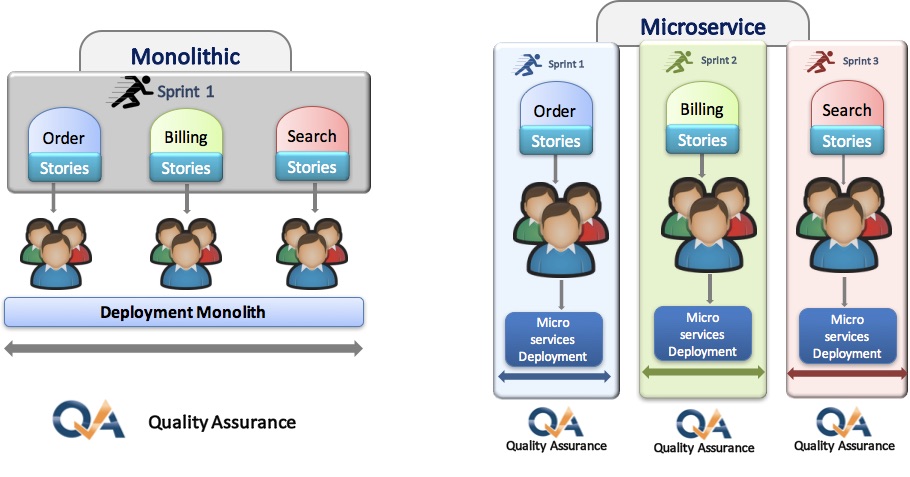 Monolithic
Sprint 1
Order
Stories
Billing
Stories
Search
Stories
Deployment Monolith
QA
Quality Assurance
Microservice
Sprint 1
Order
Stories
Micro
services
Deployment
QA
Quality Assurance
Sprint 2
Billing
Stories
Micro
services
Deployment
QA
Quality Assurance
Sprint 3
Search
Stories
Micro
services
Deployment
QA
Quality Assurance